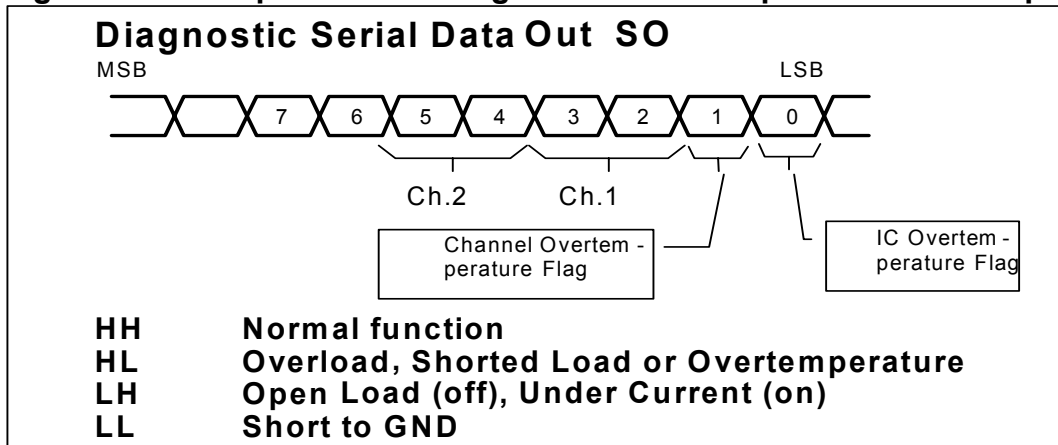 Diagnostic Serial Data Out SO
MSB LSB
7 6 5 4 3 2 1 0
Ch.2 Ch.1
Channel Overtem -
perature Flag
IC Overtem -
perature Flag
HH Normal function
HL Overload, Shorted Load or Overtemperature
LH Open Load (off), Under Current (on)
LL Short to GND